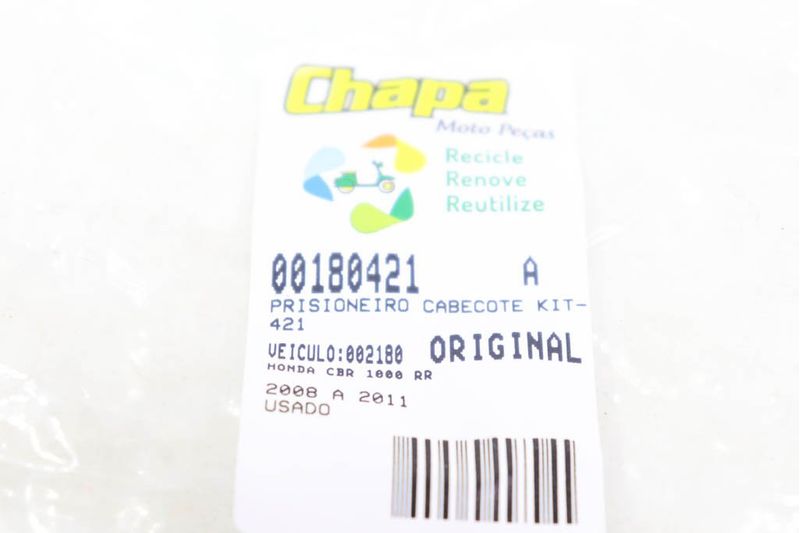 Chapa
Moto Peças
Recicle
Renove
Reutilize
00180421 A
PRISIONEIRO CABECOTE KIT-
421
VEICULO:002180 ORIGINAL
HONDA CBR 1000 RR
2008 A 2011
USADO